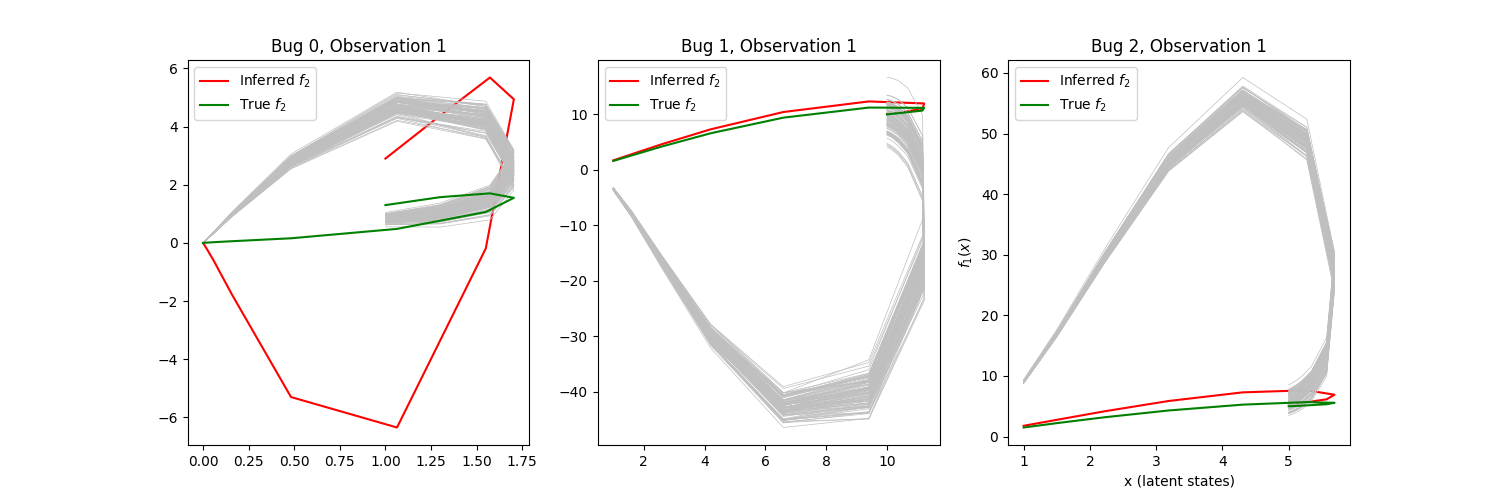 Bug 0, Observation 1
Inferred f₂
True f₂
6
4
2
0
−2
−4
−6
0.00 0.25 0.50 0.75 1.00 1.25 1.50 1.75
Bug 1, Observation 1
Inferred f₂
True f₂
10
0
−10
−20
−30
−40
2 4 6 8 10
Bug 2, Observation 1
Inferred f₂
True f₂
f₁(x)
60
50
40
30
20
10
0
1 2 3 4 5
x (latent states)